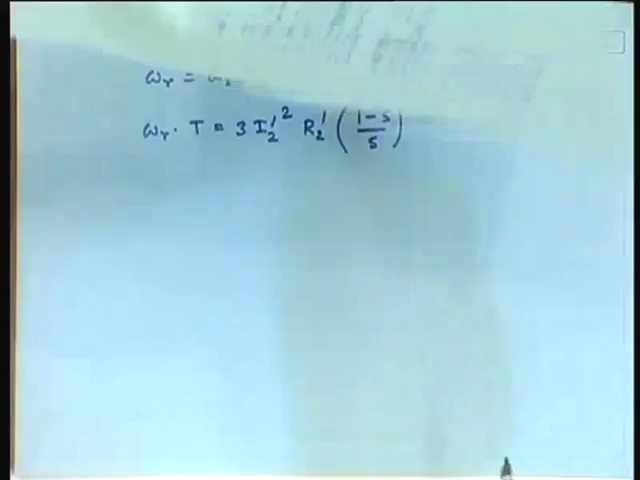 ωr =
ωr · T = 3 I2'² R2' ( (1-s)/s )